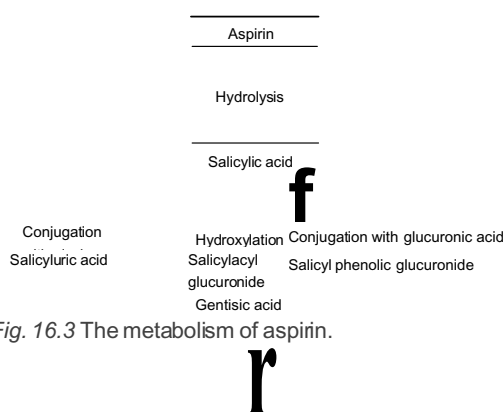 Aspirin
Hydrolysis
Salicylic acid
f
Conjugation
Hydroxylation Conjugation with glucuronic acid
Salicyluric acid
Salicylacyl
glucuronide
Salicyl phenolic glucuronide
Gentisic acid
Fig. 16.3 The metabolism of aspirin.
r